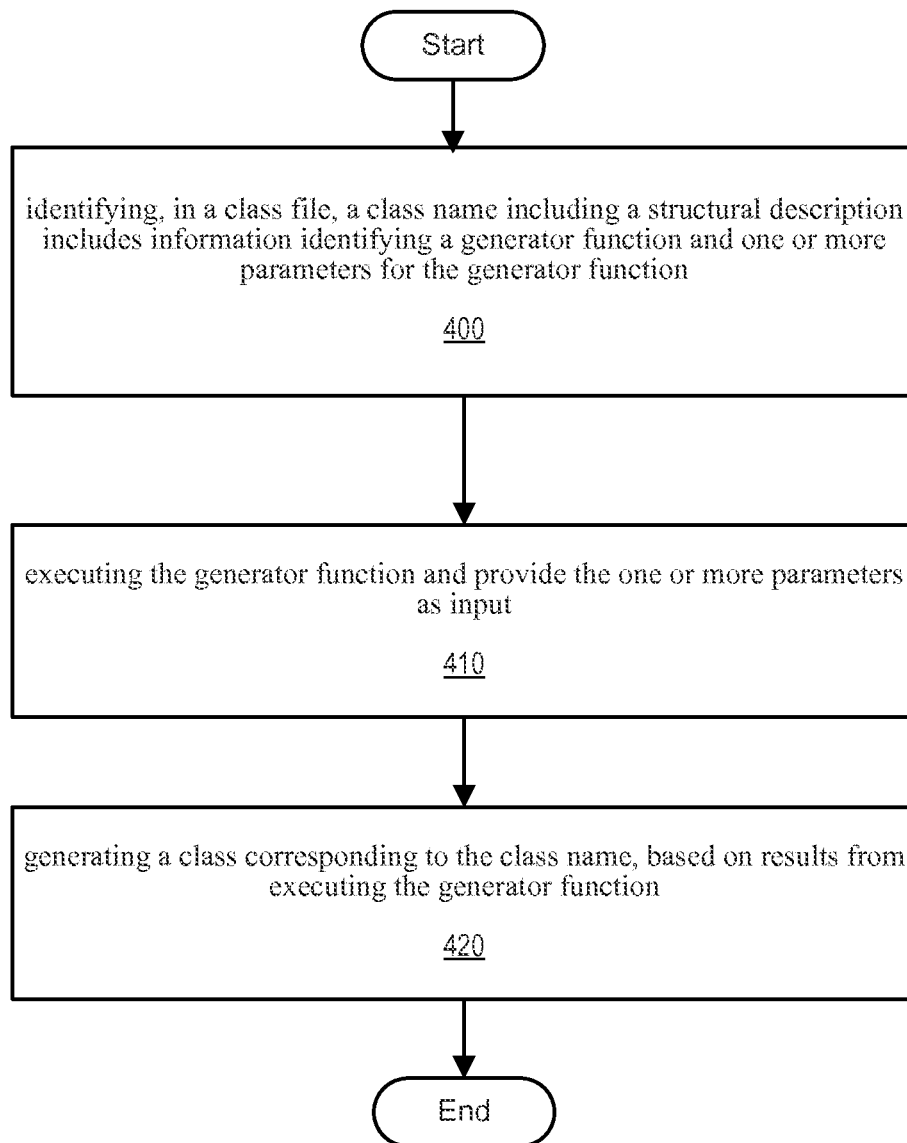 Start
identifying, in a class file, a class name including a structural description
includes information identifying a generator function and one or more
parameters for the generator function
400
executing the generator function and provide the one or more parameters
as input
410
generating a class corresponding to the class name, based on results from
executing the generator function
420
End